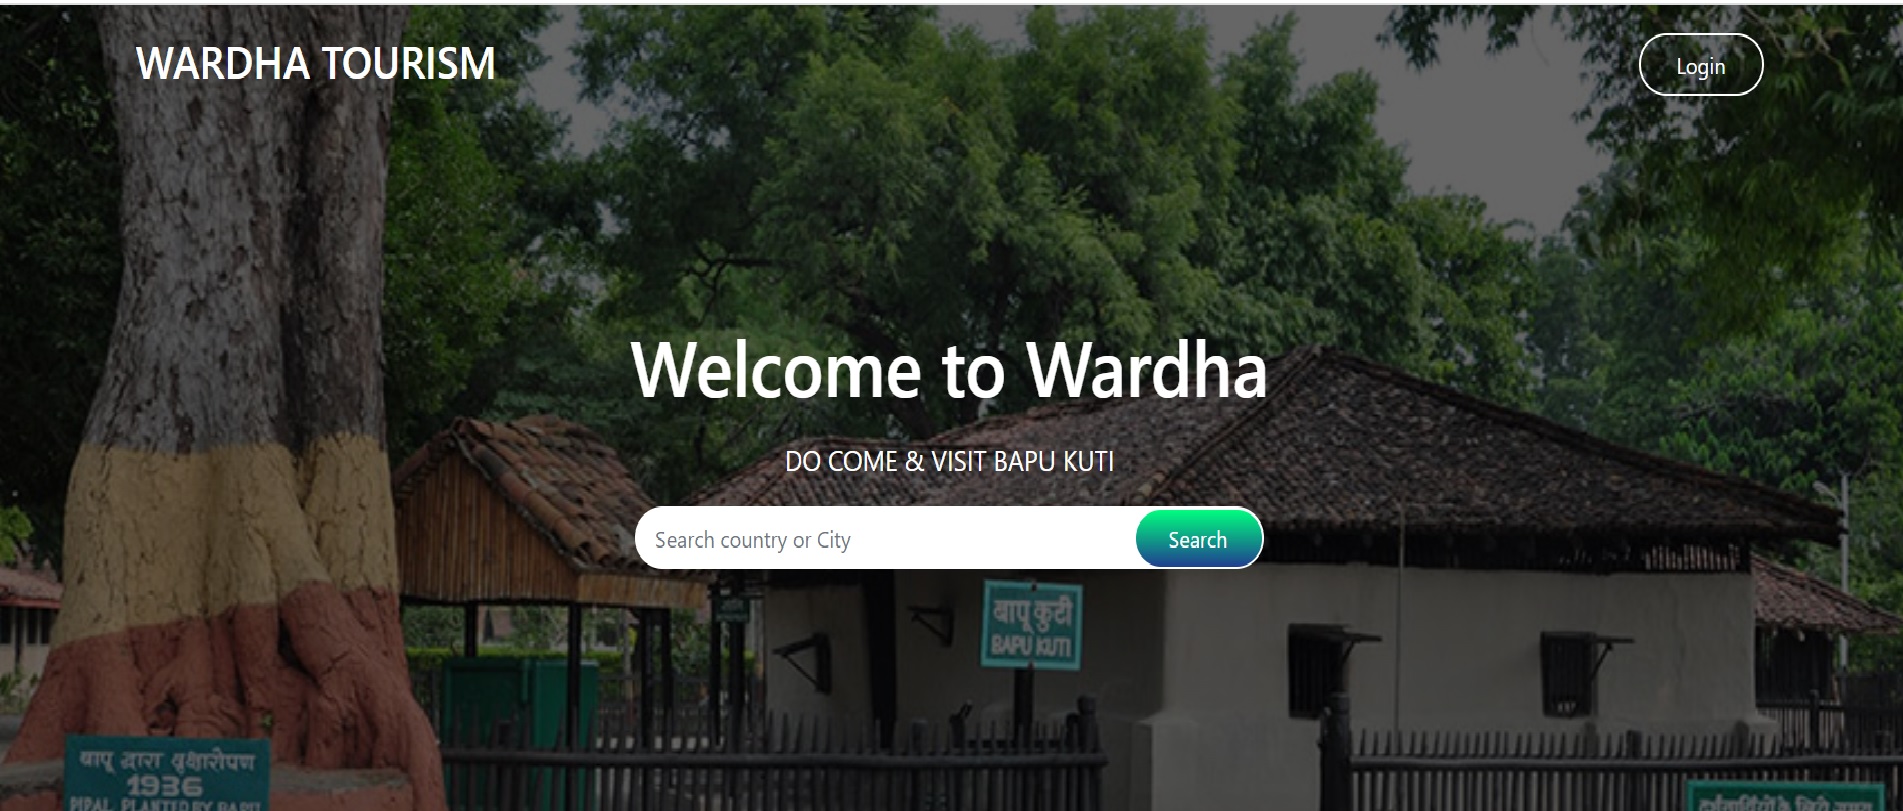 WARDHA TOURISM
Login
Welcome to Wardha
DO COME & VISIT BAPU KUTI
Search country or City
Search
बापू कुटी
BAPU KUTI
बापू द्वारा वृक्षारोपण
1936
PIPAL PLANTED BY BAPU